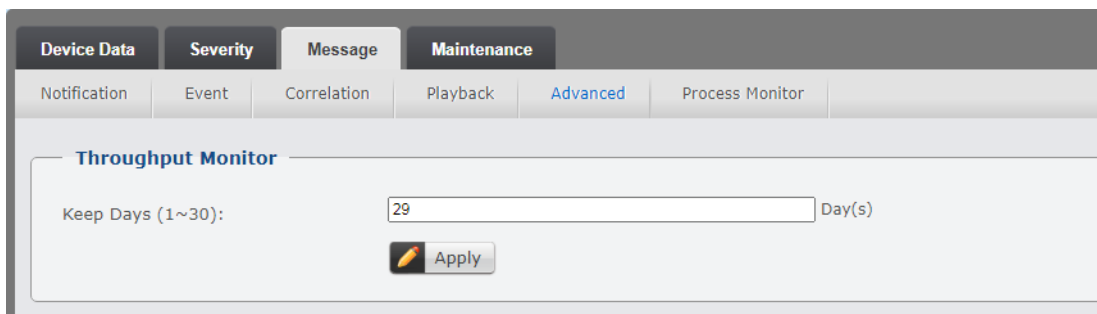 Device Data Severity Message Maintenance
Notification Event Correlation Playback Advanced Process Monitor
Throughput Monitor
Keep Days (1~30): 29 Day(s)
Apply